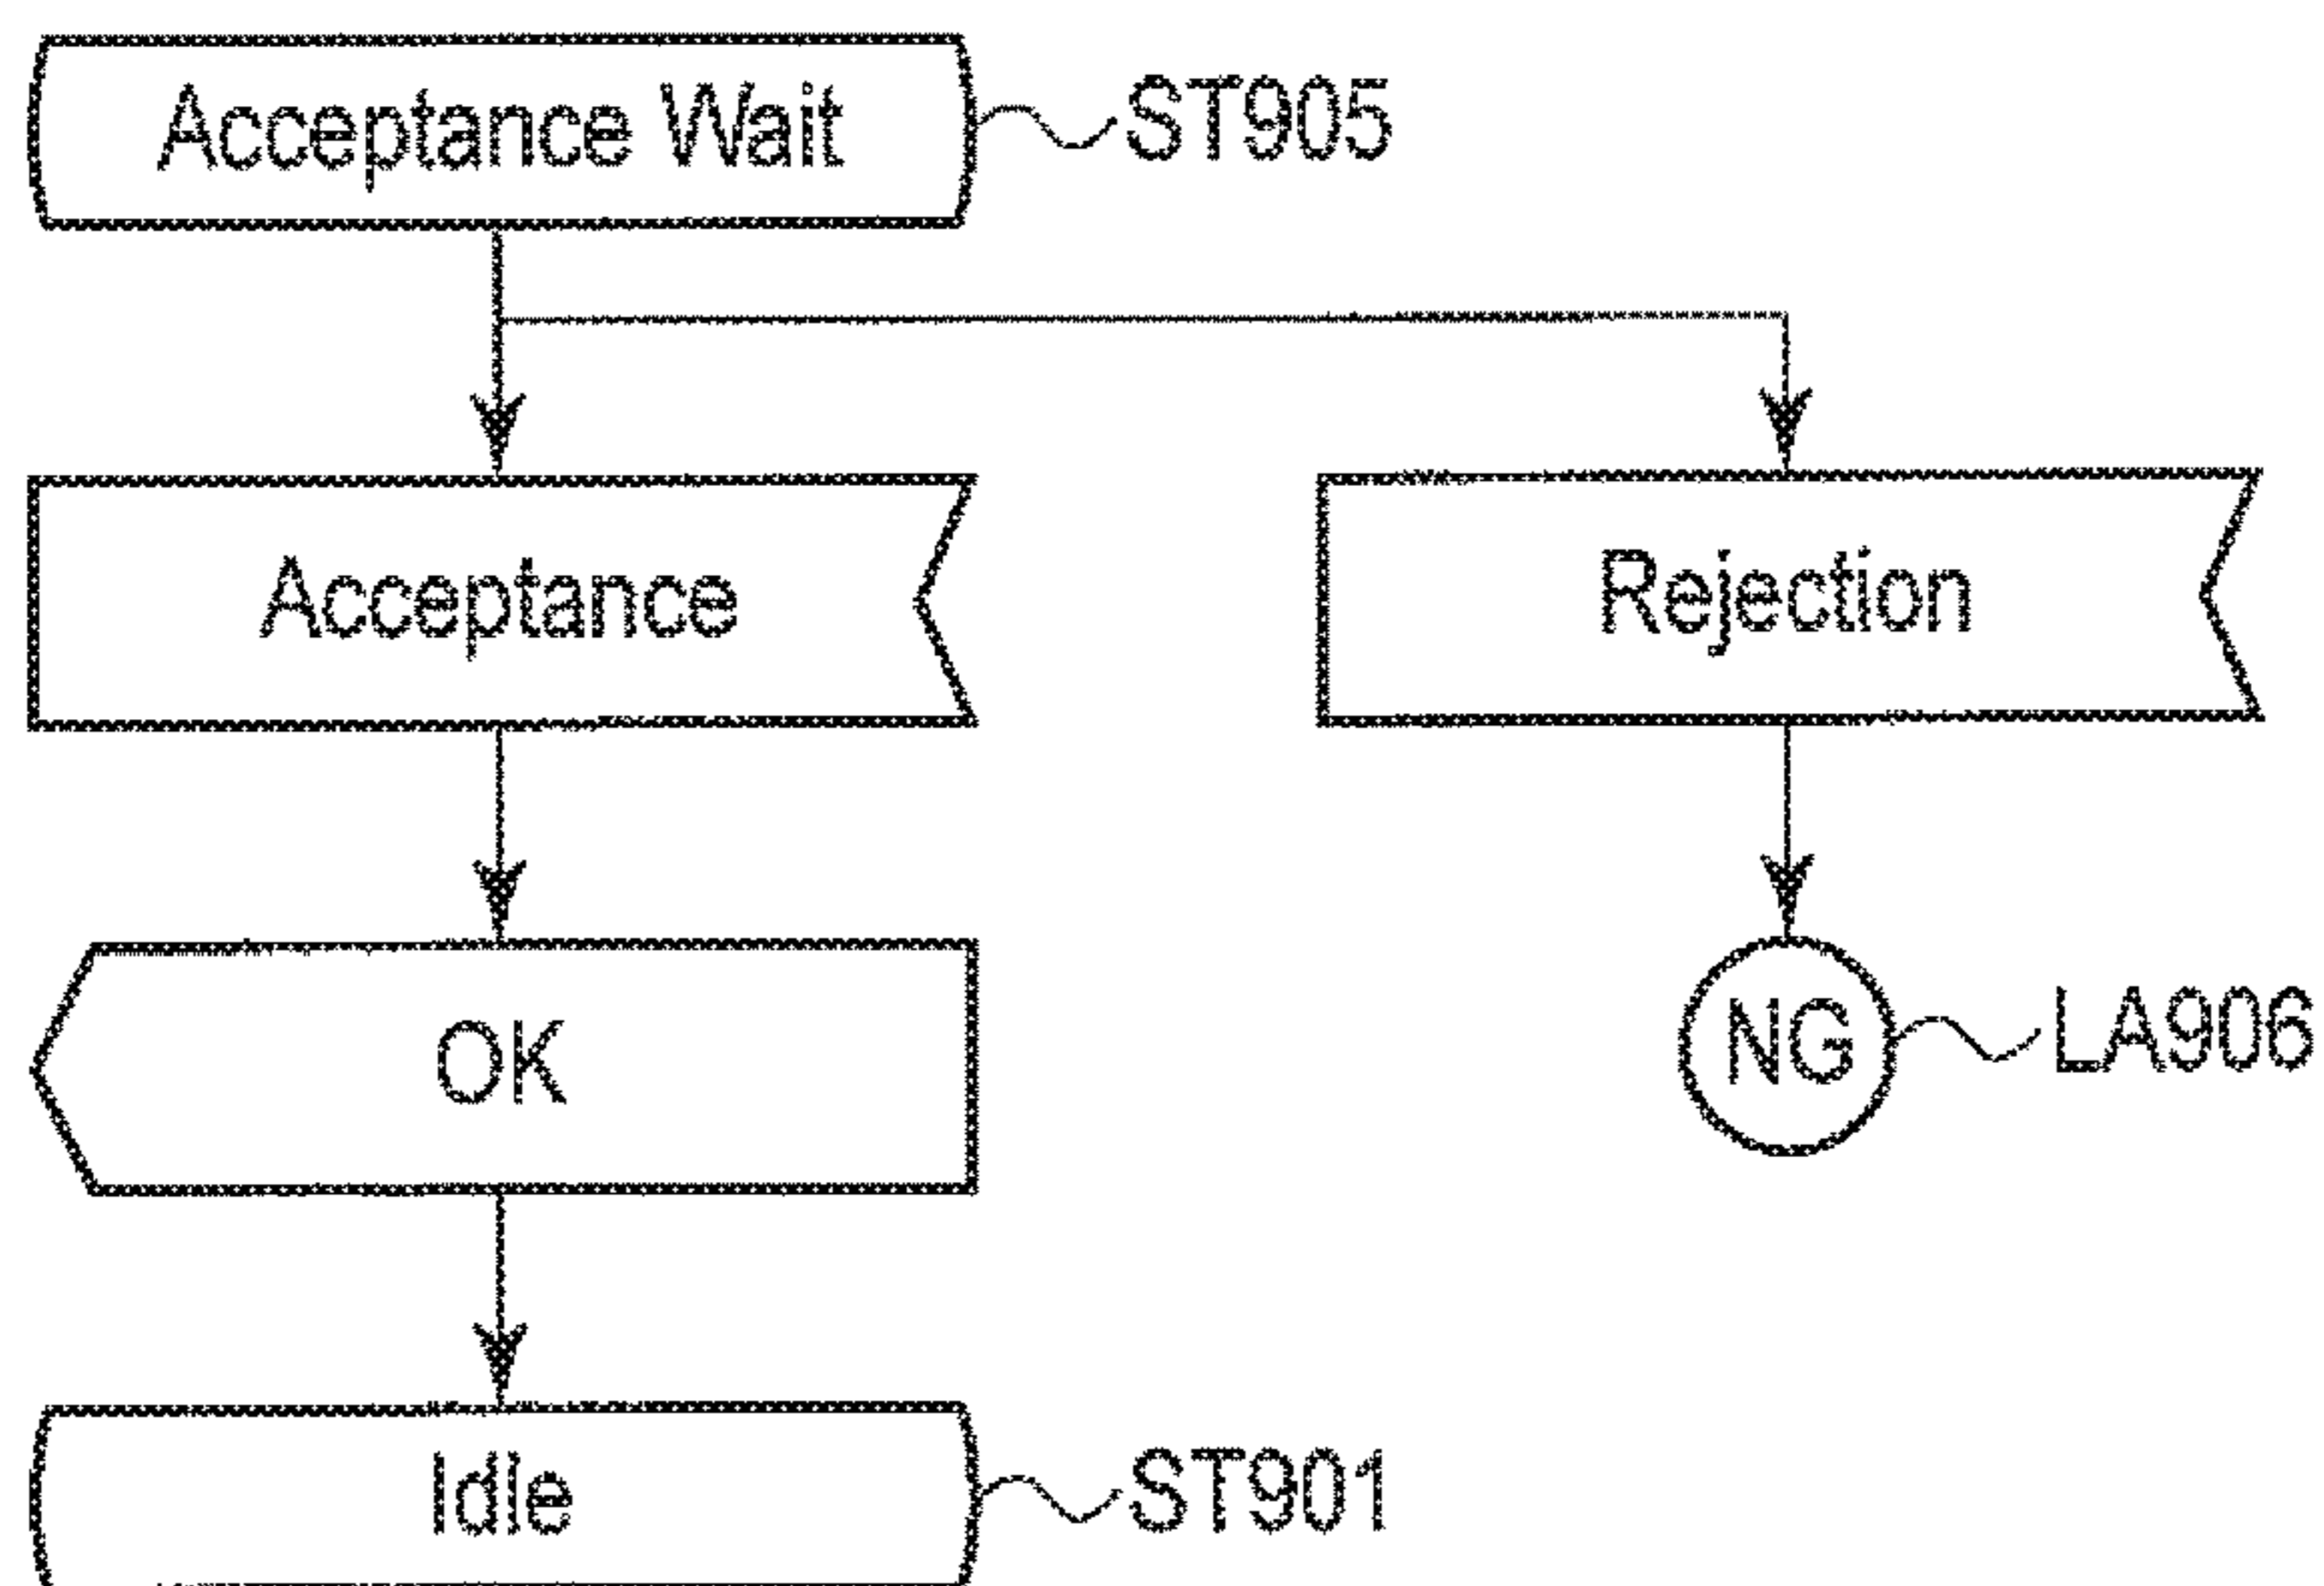 Acceptance Wait
ST905
Acceptance
Rejection
OK
NG
LA906
Idle
ST901